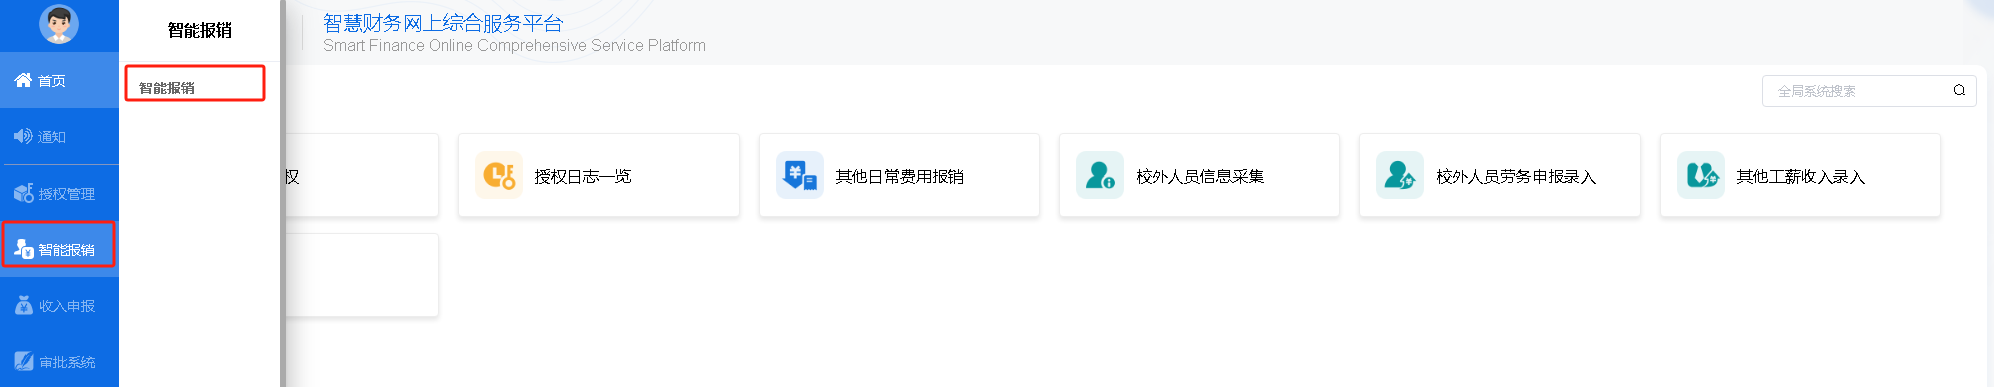 首页
通知
授权管理
智能报销
收入申报
审批系统
智能报销
智能报销
智慧财务网上综合服务平台
Smart Finance Online Comprehensive Service Platform
全局系统搜索
权
授权日志一览
其他日常费用报销
校外人员信息采集
校外人员劳务申报录入
其他工薪收入录入